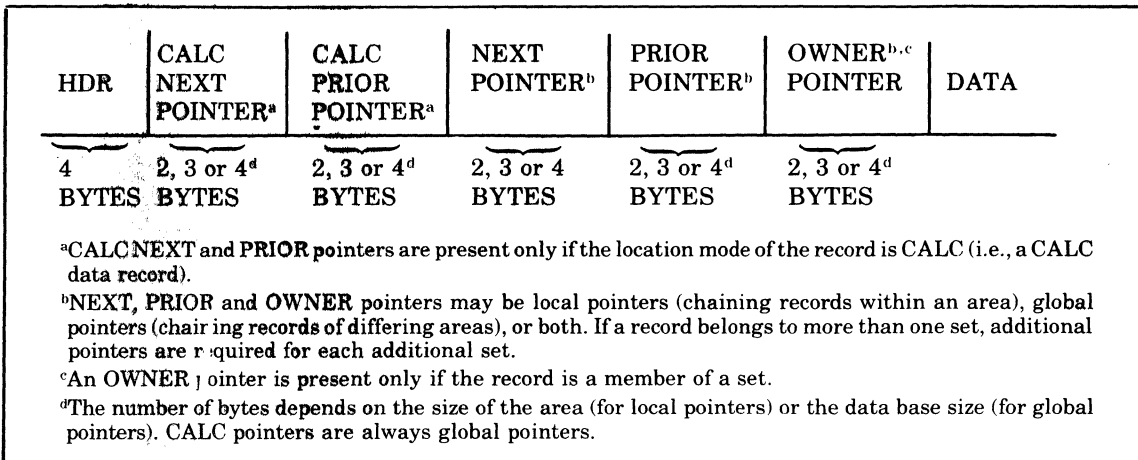 HDR
CALC NEXT POINTERᵃ
CALC PRIOR POINTERᵃ
NEXT POINTERᵇ
PRIOR POINTERᵇ
OWNERᵇ·ᶜ POINTER
DATA
4 BYTES
2, 3 or 4ᵈ BYTES
2, 3 or 4ᵈ BYTES
2, 3 or 4 BYTES
2, 3 or 4ᵈ BYTES
2, 3 or 4ᵈ BYTES
ᵃCALC NEXT and PRIOR pointers are present only if the location mode of the record is CALC (i.e., a CALC
data record).
ᵇNEXT, PRIOR and OWNER pointers may be local pointers (chaining records within an area), global
pointers (chaining records of differing areas), or both. If a record belongs to more than one set, additional
pointers are required for each additional set.
ᶜAn OWNER pointer is present only if the record is a member of a set.
ᵈThe number of bytes depends on the size of the area (for local pointers) or the data base size (for global
pointers). CALC pointers are always global pointers.